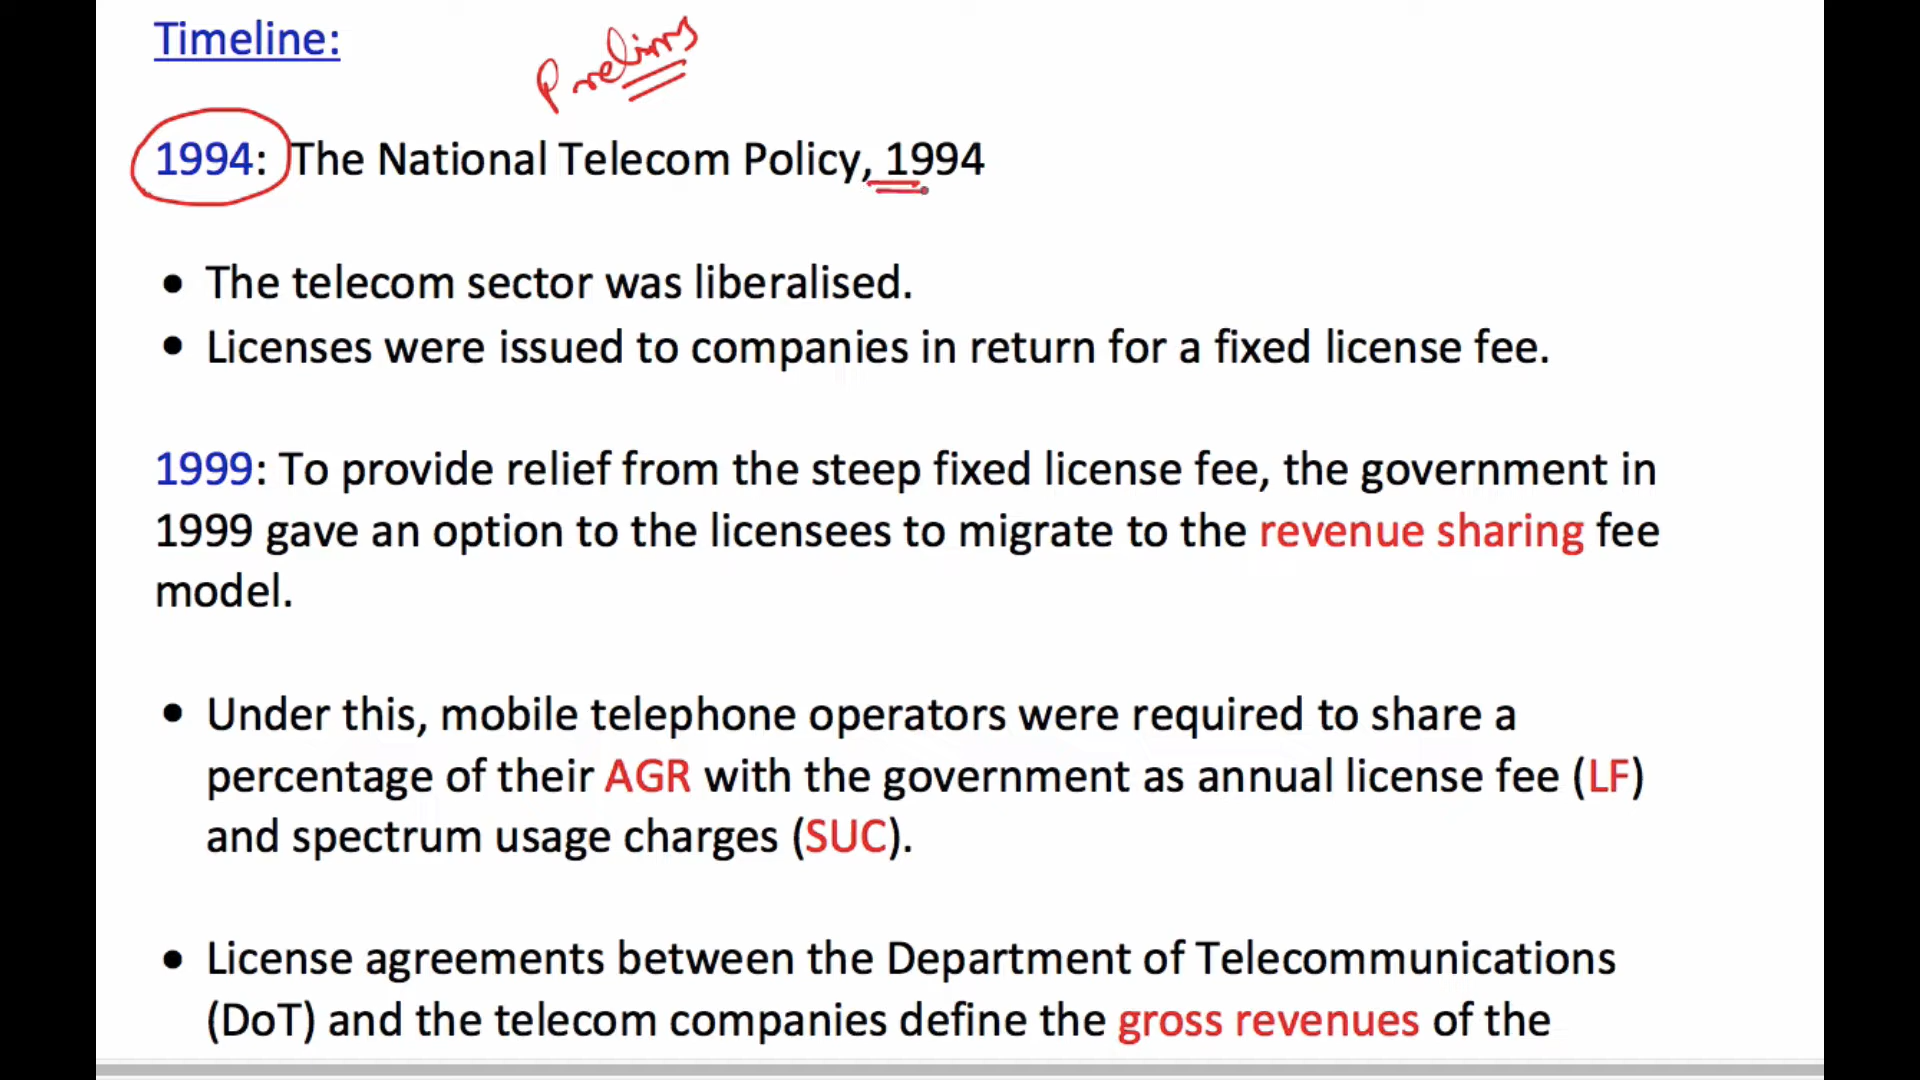 Timeline:
Prelims
1994: The National Telecom Policy, 1994
• The telecom sector was liberalised.
• Licenses were issued to companies in return for a fixed license fee.
1999: To provide relief from the steep fixed license fee, the government in
1999 gave an option to the licensees to migrate to the revenue sharing fee
model.
• Under this, mobile telephone operators were required to share a
percentage of their AGR with the government as annual license fee (LF)
and spectrum usage charges (SUC).
• License agreements between the Department of Telecommunications
(DoT) and the telecom companies define the gross revenues of the